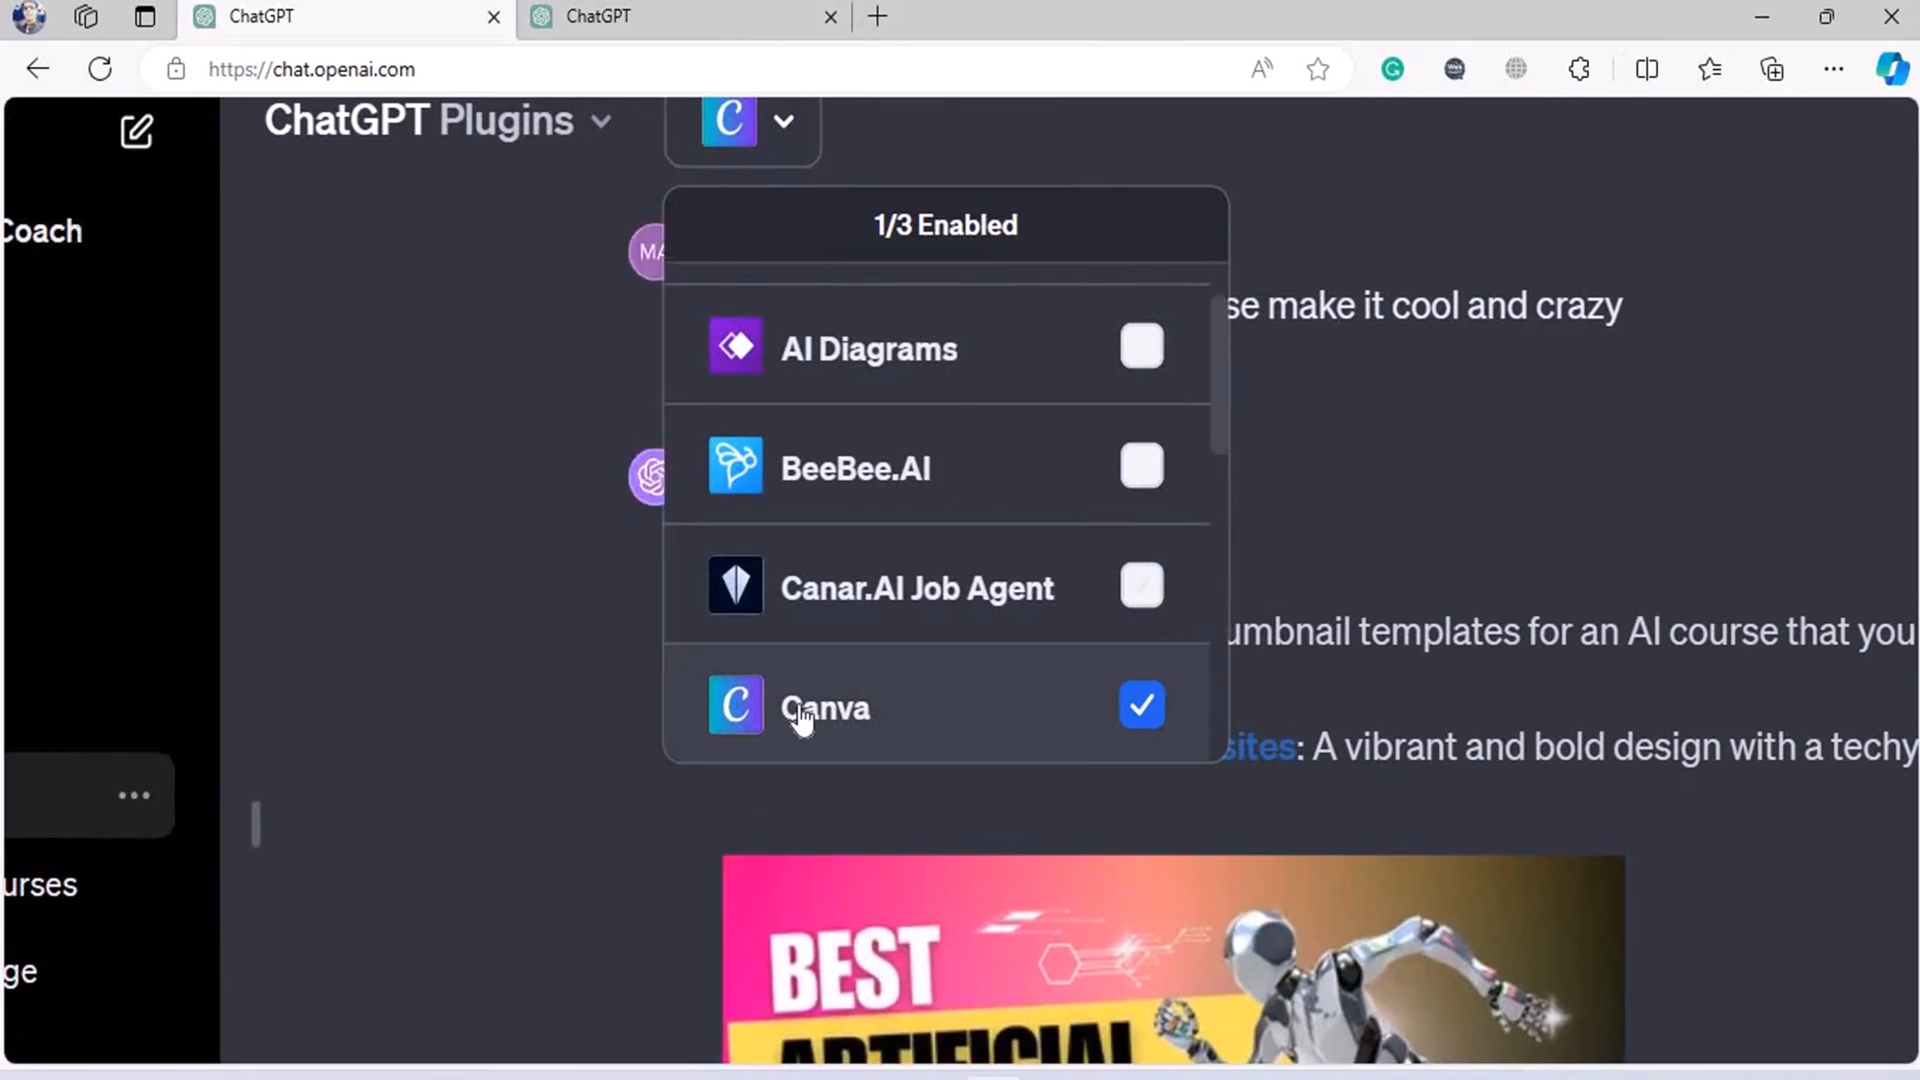 ChatGPT
ChatGPT
https://chat.openai.com
ChatGPT Plugins
C
1/3 Enabled
Coach
MA
se make it cool and crazy
AI Diagrams
BeeBee.AI
Canar.AI Job Agent
umbnail templates for an AI course that you
C Canva
sites: A vibrant and bold design with a techy
urses
ge
BEST
ARTIFICIAL